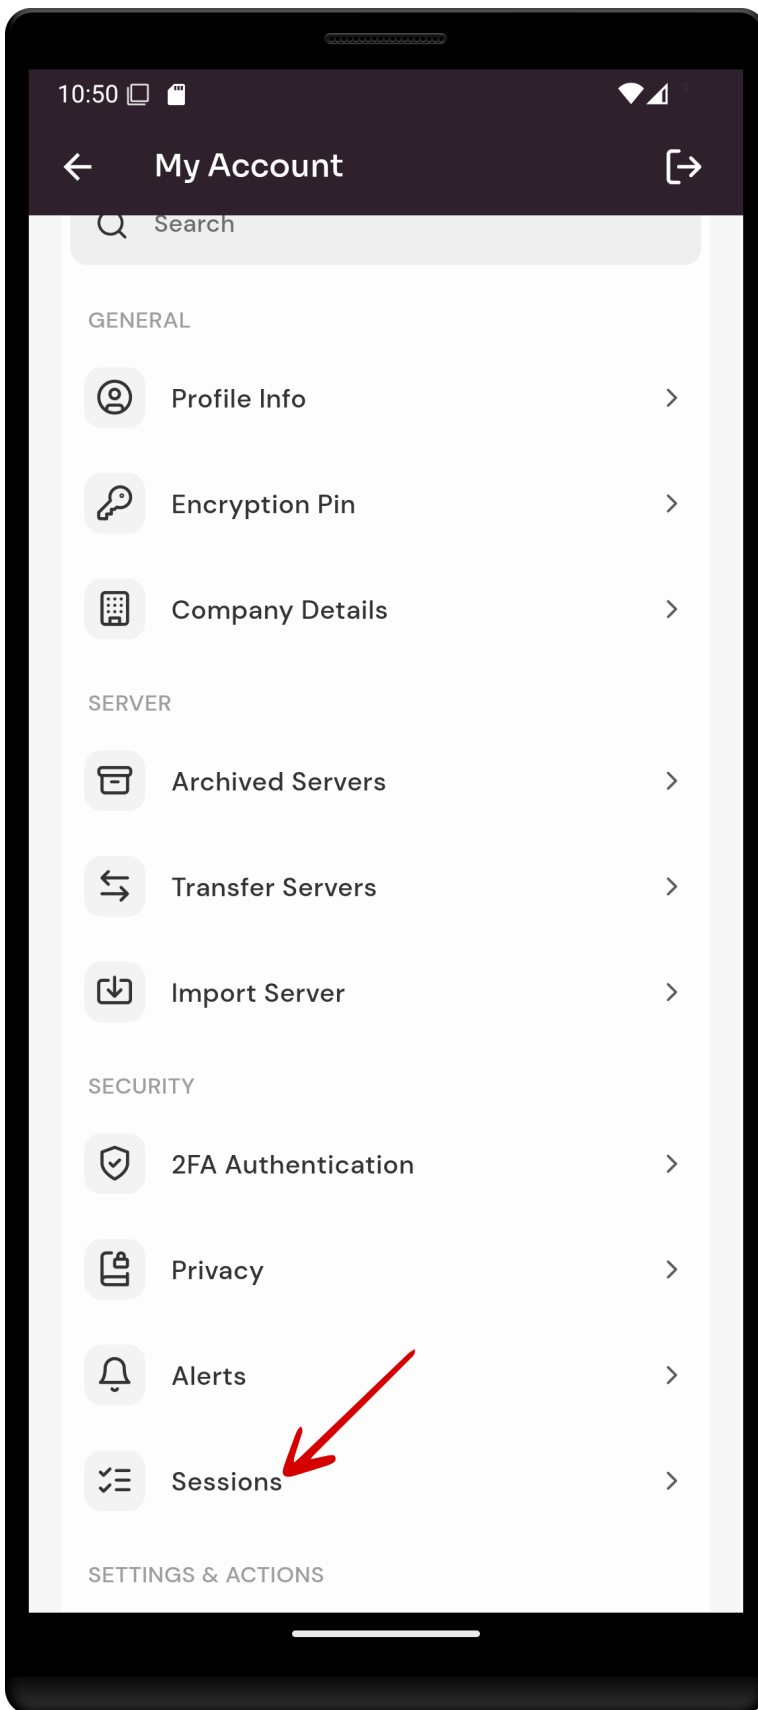 10:50
My Account
Search
GENERAL
Profile Info
Encryption Pin
Company Details
SERVER
Archived Servers
Transfer Servers
Import Server
SECURITY
2FA Authentication
Privacy
Alerts
Sessions
SETTINGS & ACTIONS